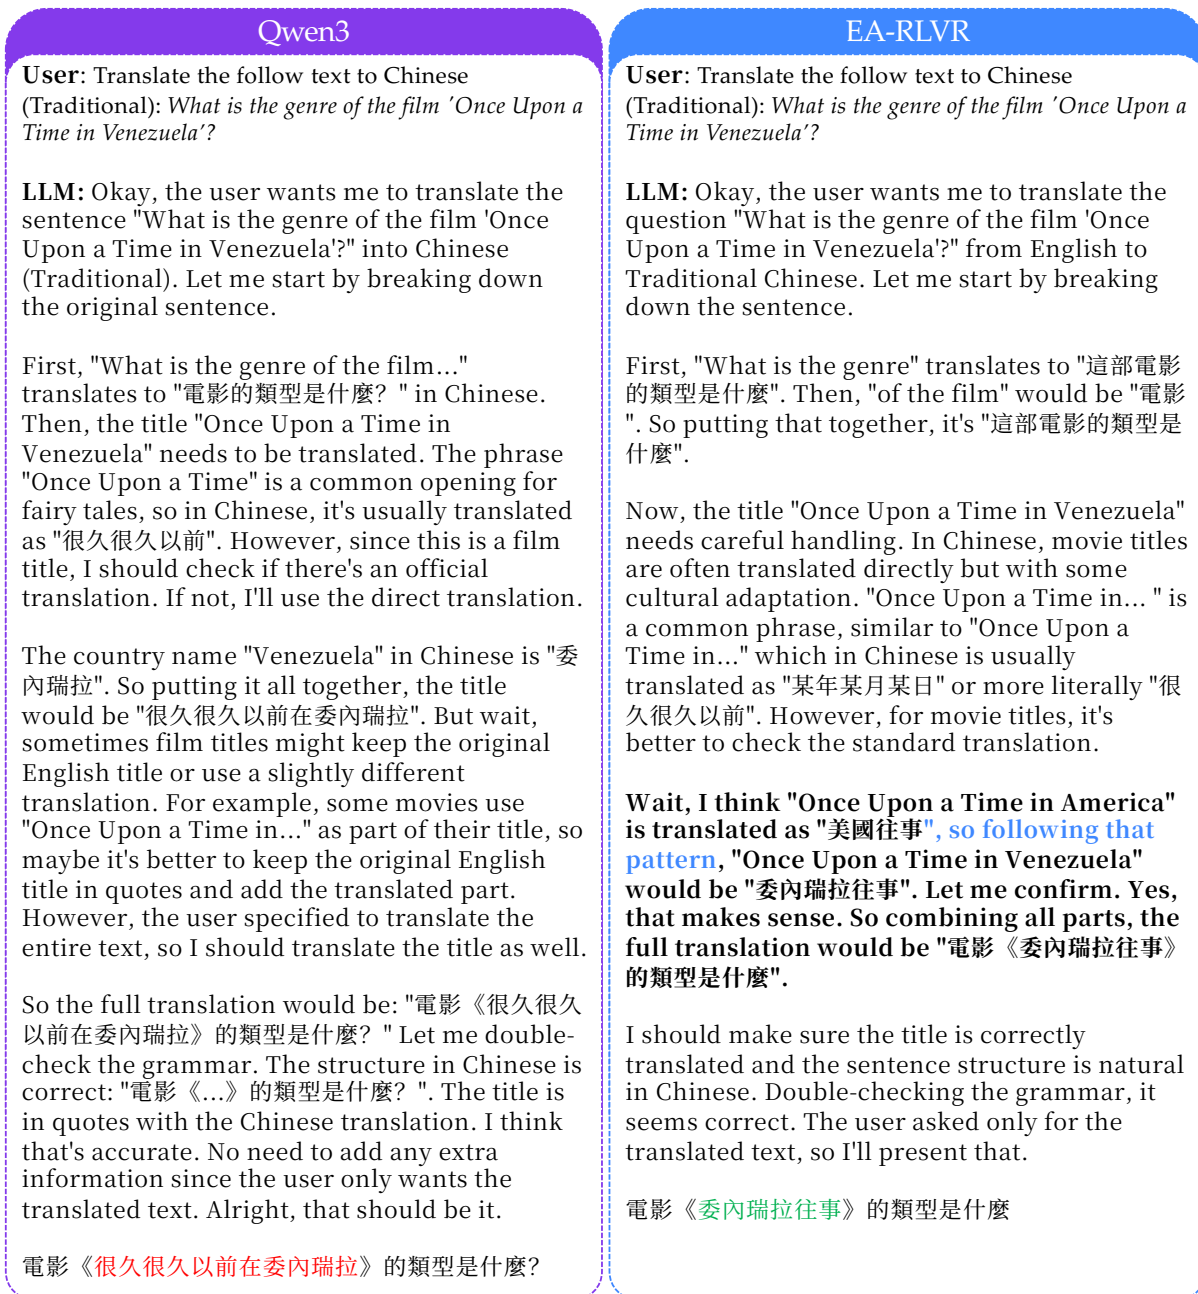 Qwen3
User: Translate the follow text to Chinese
(Traditional): What is the genre of the film 'Once Upon a
Time in Venezuela'?
LLM: Okay, the user wants me to translate the
sentence "What is the genre of the film 'Once
Upon a Time in Venezuela'?" into Chinese
(Traditional). Let me start by breaking down
the original sentence.
First, "What is the genre of the film..."
translates to "電影的類型是什麼？" in Chinese.
Then, the title "Once Upon a Time in
Venezuela" needs to be translated. The phrase
"Once Upon a Time" is a common opening for
fairy tales, so in Chinese, it's usually translated
as "很久很久以前". However, since this is a film
title, I should check if there's an official
translation. If not, I'll use the direct translation.
The country name "Venezuela" in Chinese is "委
內瑞拉". So putting it all together, the title
would be "很久很久以前在委內瑞拉". But wait,
sometimes film titles might keep the original
English title or use a slightly different
translation. For example, some movies use
"Once Upon a Time in..." as part of their title, so
maybe it's better to keep the original English
title in quotes and add the translated part.
However, the user specified to translate the
entire text, so I should translate the title as well.
So the full translation would be: "電影《很久很久
以前在委內瑞拉》的類型是什麼？" Let me double-
check the grammar. The structure in Chinese is
correct: "電影《...》的類型是什麼？". The title is
in quotes with the Chinese translation. I think
that's accurate. No need to add any extra
information since the user only wants the
translated text. Alright, that should be it.
電影《很久很久以前在委內瑞拉》的類型是什麼？
EA-RLVR
User: Translate the follow text to Chinese
(Traditional): What is the genre of the film 'Once Upon a
Time in Venezuela'?
LLM: Okay, the user wants me to translate the
question "What is the genre of the film 'Once
Upon a Time in Venezuela'?" from English to
Traditional Chinese. Let me start by breaking
down the sentence.
First, "What is the genre" translates to "這部電影
的類型是什麼". Then, "of the film" would be "電影
". So putting that together, it's "這部電影的類型是
什麼".
Now, the title "Once Upon a Time in Venezuela"
needs careful handling. In Chinese, movie titles
are often translated directly but with some
cultural adaptation. "Once Upon a Time in... " is
a common phrase, similar to "Once Upon a
Time in..." which in Chinese is usually
translated as "某年某月某日" or more literally "很
久很久以前". However, for movie titles, it's
better to check the standard translation.
Wait, I think "Once Upon a Time in America"
is translated as "美國往事", so following that
pattern, "Once Upon a Time in Venezuela"
would be "委內瑞拉往事". Let me confirm. Yes,
that makes sense. So combining all parts, the
full translation would be "電影《委內瑞拉往事》
的類型是什麼".
I should make sure the title is correctly
translated and the sentence structure is natural
in Chinese. Double-checking the grammar, it
seems correct. The user asked only for the
translated text, so I'll present that.
電影《委內瑞拉往事》的類型是什麼